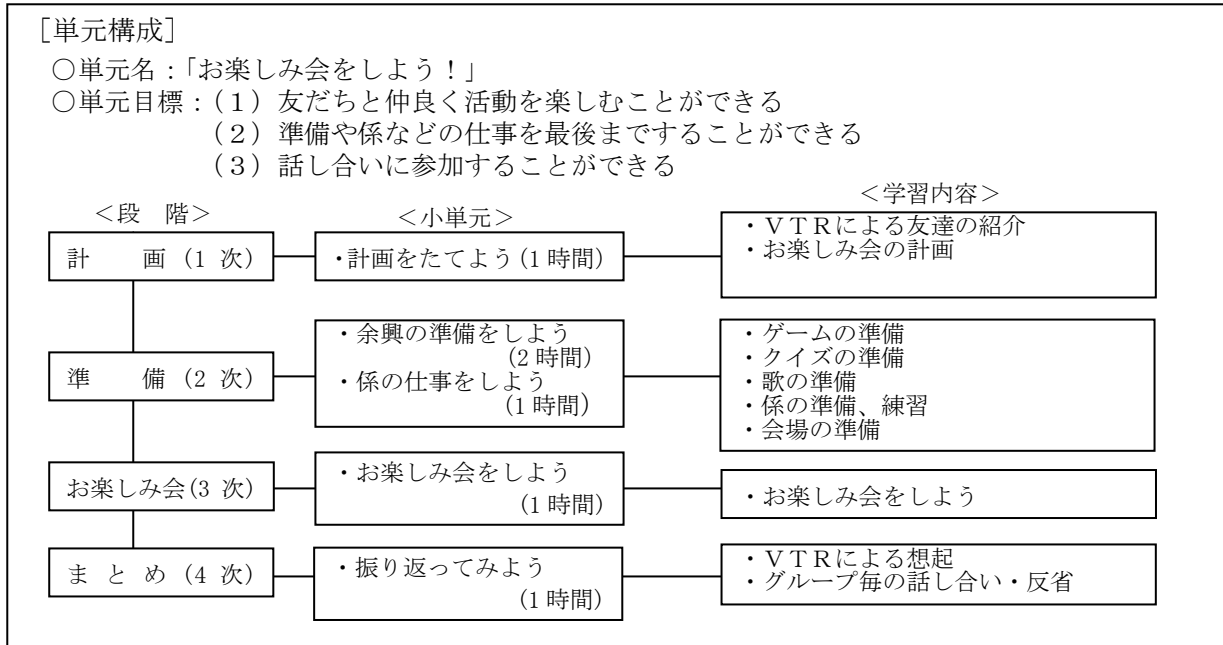 [単元構成]
○単元名：「お楽しみ会をしよう！」
○単元目標：(１) 友だちと仲良く活動を楽しむことができる
(２) 準備や係などの仕事を最後まですることができる
(３) 話し合いに参加することができる
＜段　階＞
＜小単元＞
＜学習内容＞
計　　画 (1 次)
・計画をたてよう(1 時間)
・ＶＴＲによる友達の紹介
・お楽しみ会の計画
準　　備 (2 次)
・余興の準備をしよう
(2 時間)
・係の仕事をしよう
(1 時間)
・ゲームの準備
・クイズの準備
・歌の準備
・係の準備、練習
・会場の準備
お楽しみ会(3 次)
・お楽しみ会をしよう
(1 時間)
・お楽しみ会をしよう
ま と め (4 次)
・振り返ってみよう
(1 時間)
・ＶＴＲによる想起
・グループ毎の話し合い・反省